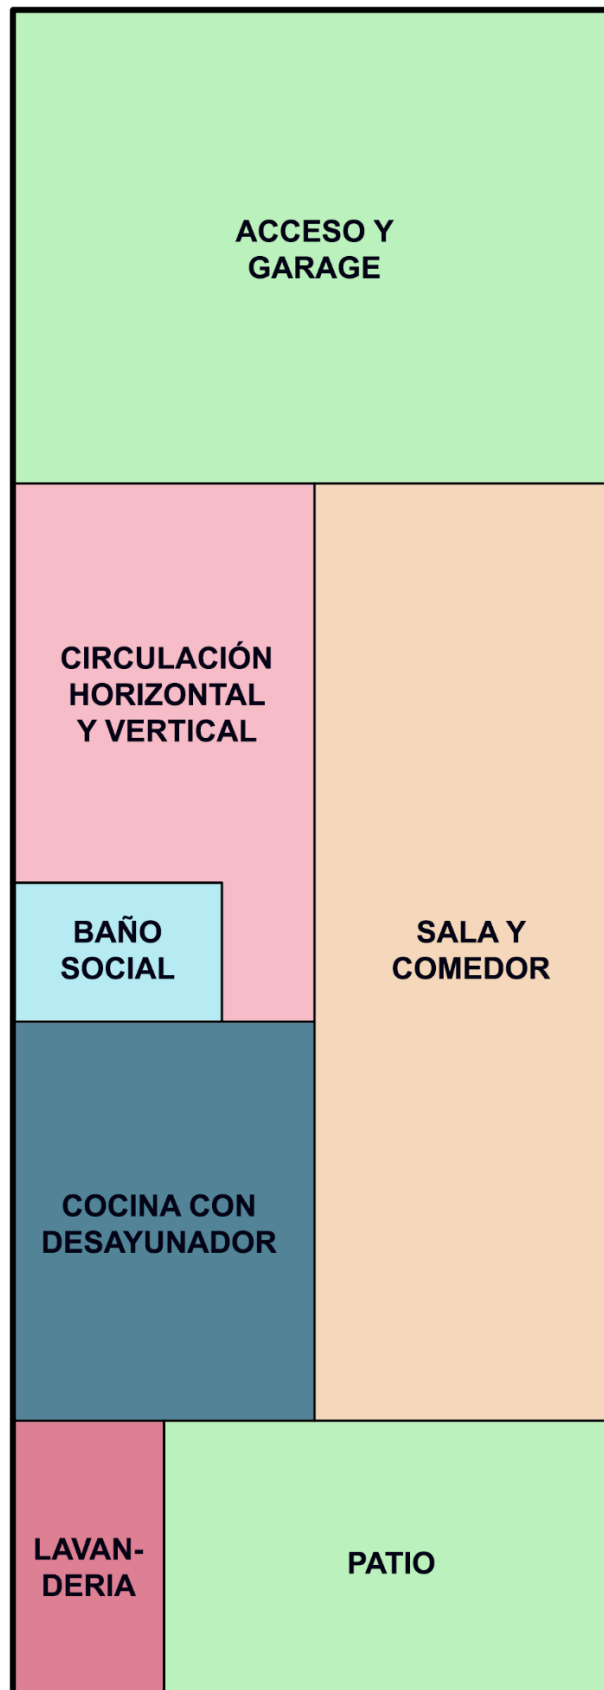 ACCESO Y
GARAGE
CIRCULACIÓN
HORIZONTAL
Y VERTICAL
BAÑO
SOCIAL
SALA Y
COMEDOR
COCINA CON
DESAYUNADOR
LAVAN-
DERIA
PATIO